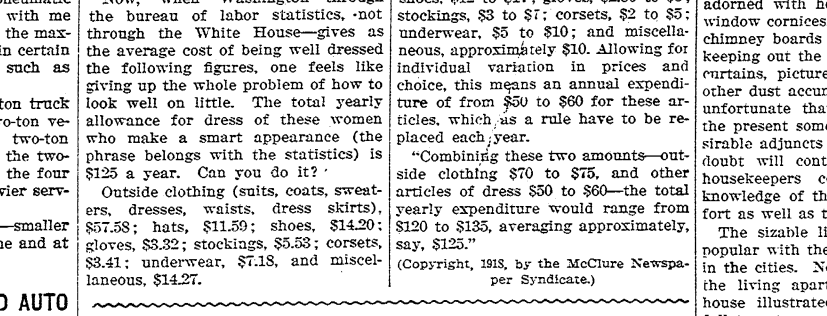 neumatic
with me
the max-
in certain
such as
ton truck
o-ton ve-
two-ton
the two-
the four
vier serv-
—smaller
ne and at
O AUTO
Now, when Washington through
the bureau of labor statistics, not
through the White House—gives as
the average cost of being well dressed
the following figures, one feels like
giving up the whole problem of how to
look well on little. The total yearly
allowance for dress of these women
who make a smart appearance (the
phrase belongs with the statistics) is
$125 a year. Can you do it?
Outside clothing (suits, coats, sweat-
ers, dresses, waists, dress skirts),
$57.58; hats, $11.59; shoes, $14.20;
gloves, $3.32; stockings, $5.53; corsets,
$3.41; underwear, $7.18, and miscel-
laneous, $14.27.
stockings, $3 to $7; corsets, $2 to $5;
underwear, $5 to $10; and miscella-
neous, approximately $10. Allowing for
individual variation in prices and
choice, this means an annual expendi-
ture of from $50 to $60 for these ar-
ticles, which as a rule have to be re-
placed each year.
"Combining these two amounts—out-
side clothing $70 to $75, and other
articles of dress $50 to $60—the total
yearly expenditure would range from
$120 to $135, averaging approximately,
say, $125."
(Copyright, 1918, by the McClure Newspa-
per Syndicate.)
adorned with
window cornices
chimney boards
keeping out the
curtains, picture
other dust accum
unfortunate tha
the present some
sirable adjuncts
doubt will cont
housekeepers
knowledge of th
fort as well as t
The sizable li
popular with the
in the cities.
the living apar
house illustrated